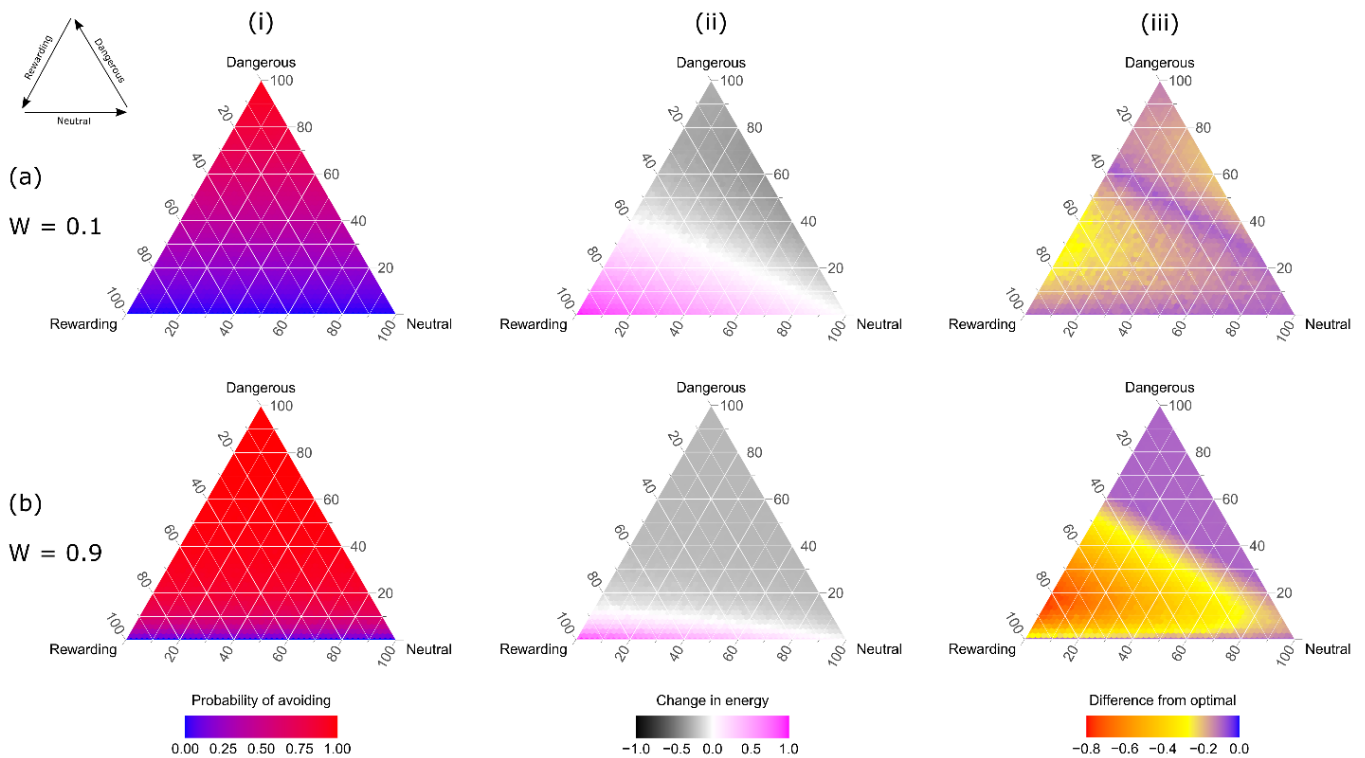 (i) (ii) (iii)
Rewarding
Dangerous
Neutral
(a)
W = 0.1
Dangerous
100
80
60
40
20
20
40
60
80
100
Rewarding
20 40 60 80 100
Neutral
Dangerous
100
80
60
40
20
20
40
60
80
100
Rewarding
20 40 60 80 100
Neutral
Dangerous
100
80
60
40
20
20
40
60
80
100
Rewarding
20 40 60 80 100
Neutral
(b)
W = 0.9
Dangerous
100
80
60
40
20
20
40
60
80
100
Rewarding
20 40 60 80 100
Neutral
Dangerous
100
80
60
40
20
20
40
60
80
100
Rewarding
20 40 60 80 100
Neutral
Dangerous
100
80
60
40
20
20
40
60
80
100
Rewarding
20 40 60 80 100
Neutral
Probability of avoiding
0.00 0.25 0.50 0.75 1.00
Change in energy
−1.0 −0.5 0.0 0.5 1.0
Difference from optimal
−0.8 −0.6 −0.4 −0.2 0.0